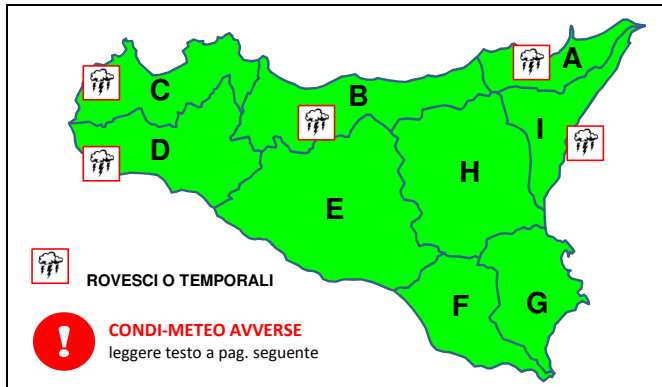 A
B
C
I
D
H
E
ROVESCI O TEMPORALI
F
G
CONDI-METEO AVVERSE
leggere testo a pag. seguente